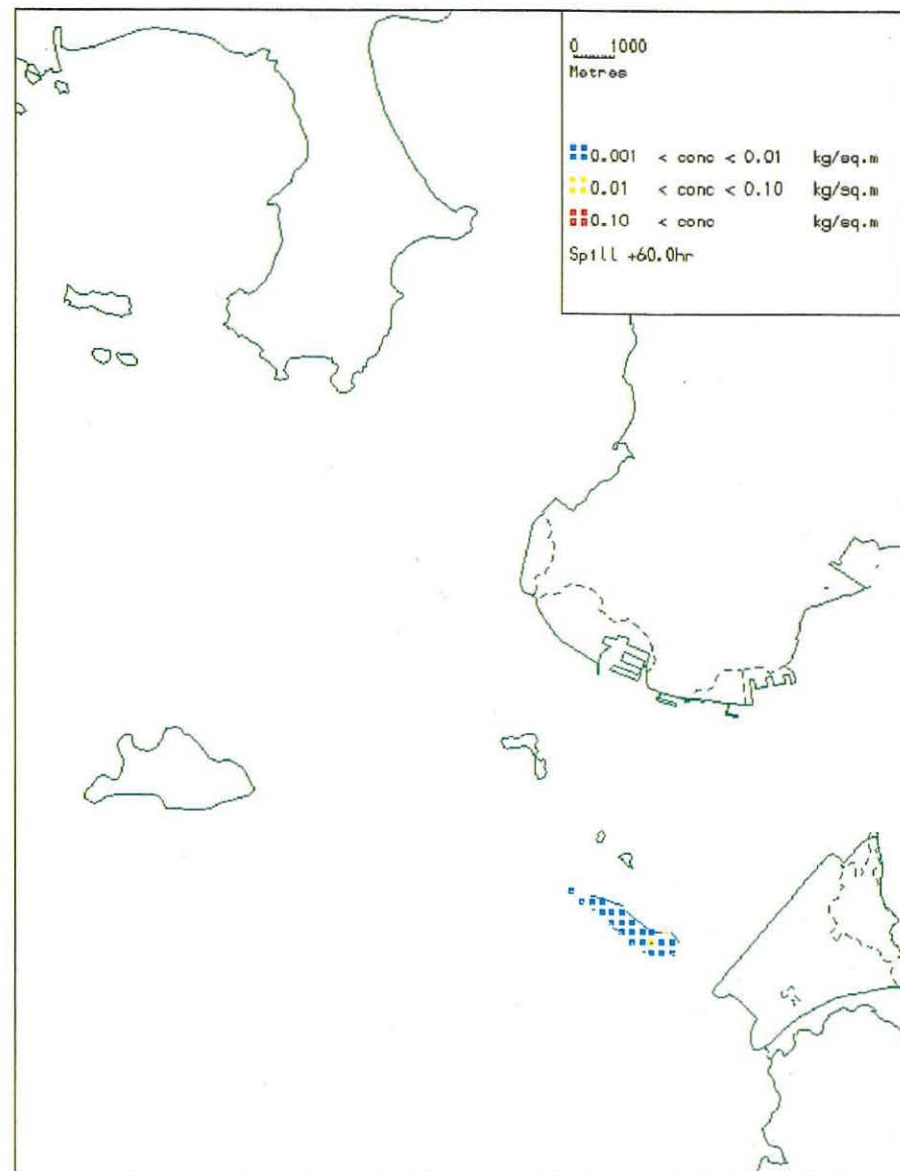 0 1000
Metres
0.001 < conc < 0.01 kg/sq.m
0.01 < conc < 0.10 kg/sq.m
0.10 < conc kg/sq.m
Spill +60.0hr